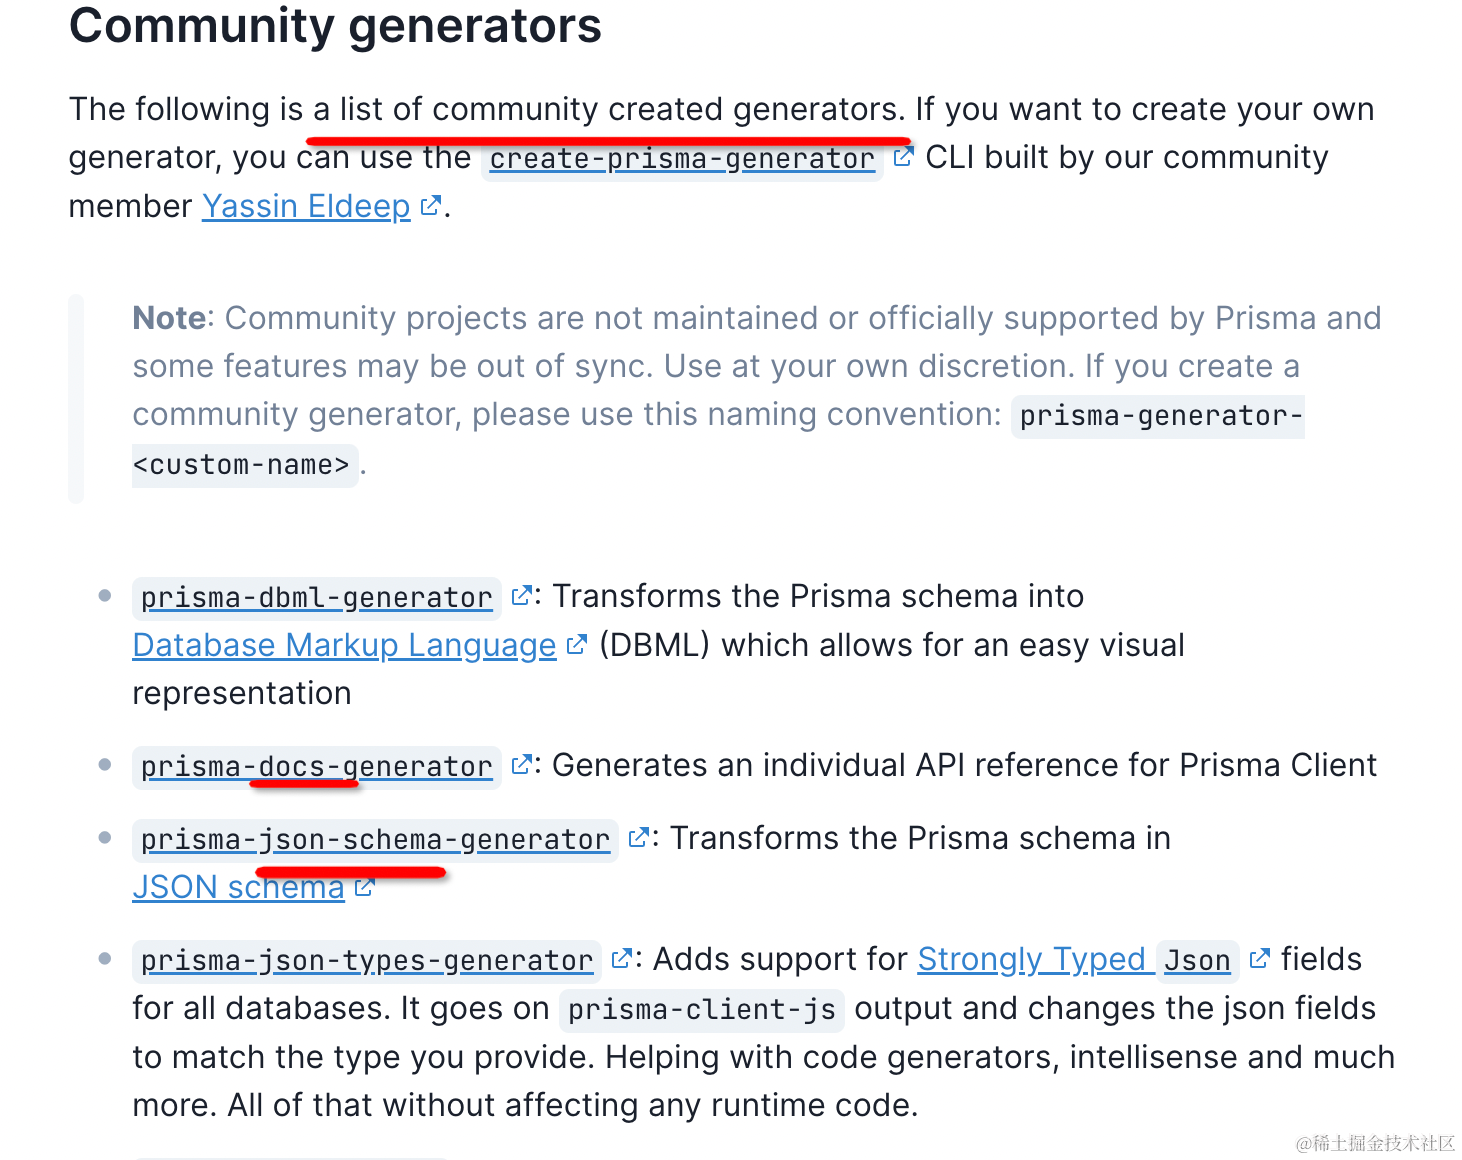 Community generators
The following is a list of community created generators. If you want to create your own
generator, you can use the create-prisma-generator CLI built by our community
member Yassin Eldeep.
Note: Community projects are not maintained or officially supported by Prisma and
some features may be out of sync. Use at your own discretion. If you create a
community generator, please use this naming convention: prisma-generator-
<custom-name>.
prisma-dbml-generator: Transforms the Prisma schema into
Database Markup Language (DBML) which allows for an easy visual
representation
prisma-docs-generator: Generates an individual API reference for Prisma Client
prisma-json-schema-generator: Transforms the Prisma schema in
JSON schema
prisma-json-types-generator: Adds support for Strongly Typed Json fields
for all databases. It goes on prisma-client-js output and changes the json fields
to match the type you provide. Helping with code generators, intellisense and much
more. All of that without affecting any runtime code.
@稀土掘金技术社区